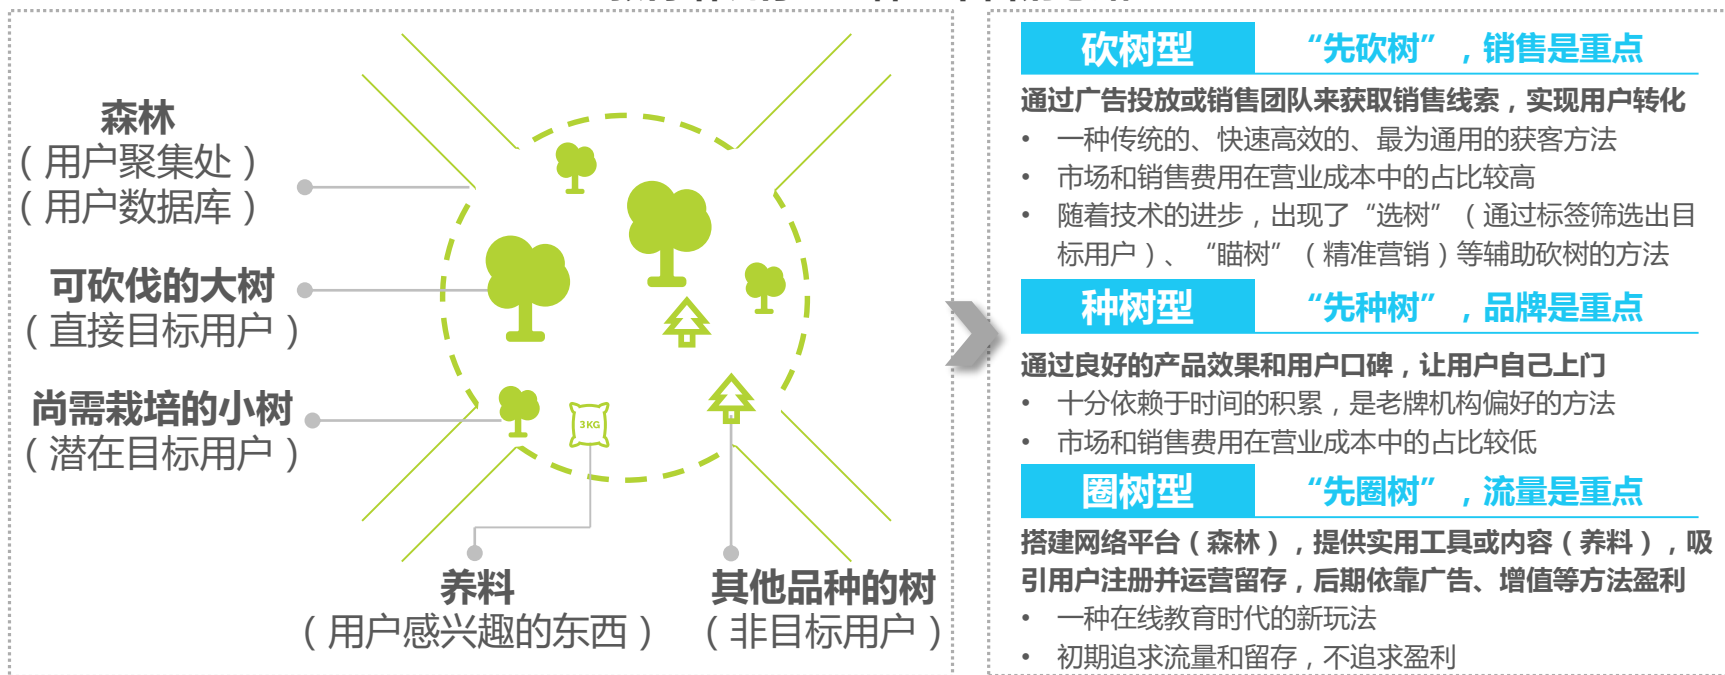 森林
（用户聚集处）
（用户数据库）
可砍伐的大树
（直接目标用户）
尚需栽培的小树
（潜在目标用户）
3KG
养料
（用户感兴趣的东西）
其他品种的树
（非目标用户）
砍树型 “先砍树”，销售是重点
通过广告投放或销售团队来获取销售线索，实现用户转化
• 一种传统的、快速高效的、最为通用的获客方法
• 市场和销售费用在营业成本中的占比较高
• 随着技术的进步，出现了“选树”（通过标签筛选出目
标用户）、“瞄树”（精准营销）等辅助砍树的方法
种树型 “先种树”，品牌是重点
通过良好的产品效果和用户口碑，让用户自己上门
• 十分依赖于时间的积累，是老牌机构偏好的方法
• 市场和销售费用在营业成本中的占比较低
圈树型 “先圈树”，流量是重点
搭建网络平台（森林），提供实用工具或内容（养料），吸
引用户注册并运营留存，后期依靠广告、增值等方法盈利
• 一种在线教育时代的新玩法
• 初期追求流量和留存，不追求盈利